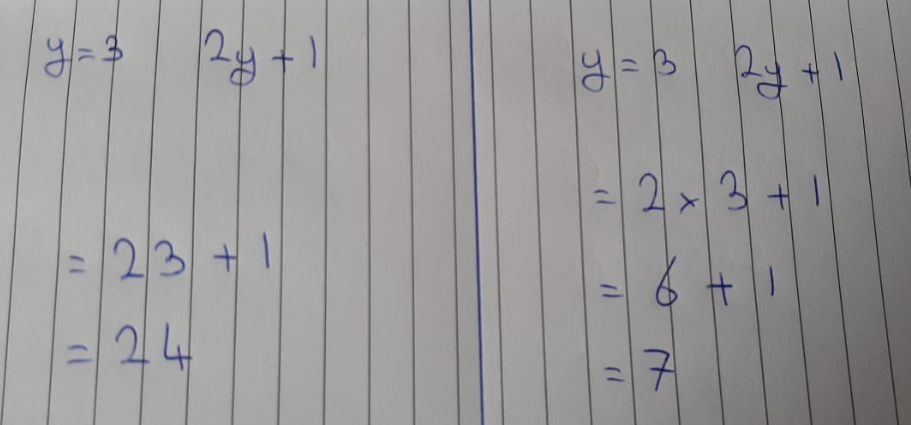 y = 3 2y + 1
= 23 + 1
= 24
y = 3 2y + 1
= 2 × 3 + 1
= 6 + 1
= 7